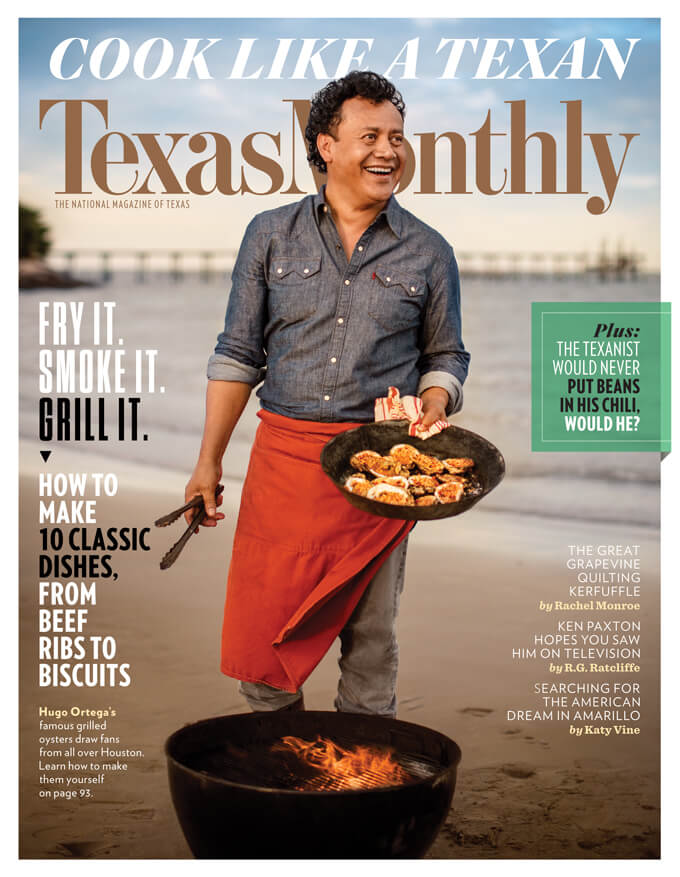 COOK LIKE A TEXAN
TexasMonthly
THE NATIONAL MAGAZINE OF TEXAS
FRY IT.
SMOKE IT.
GRILL IT.
HOW TO
MAKE
10 CLASSIC
DISHES,
FROM
BEEF
RIBS TO
BISCUITS
Hugo Ortega's
famous grilled
oysters draw fans
from all over Houston.
Learn how to make
them yourself
on page 93.
Plus:
THE TEXANIST
WOULD NEVER
PUT BEANS
IN HIS CHILI,
WOULD HE?
THE GREAT
GRAPEVINE
QUILTING
KERFUFFLE
by Rachel Monroe
KEN PAXTON
HOPES YOU SAW
HIM ON TELEVISION
by R.G. Ratcliffe
SEARCHING FOR
THE AMERICAN
DREAM IN AMARILLO
by Katy Vine